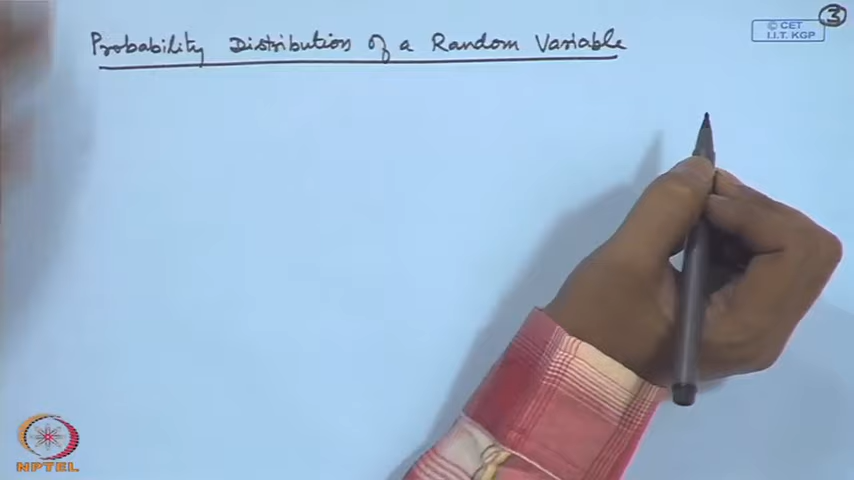 Probability Distribution of a Random Variable
© CET
I.I.T. KGP
3
NPTEL